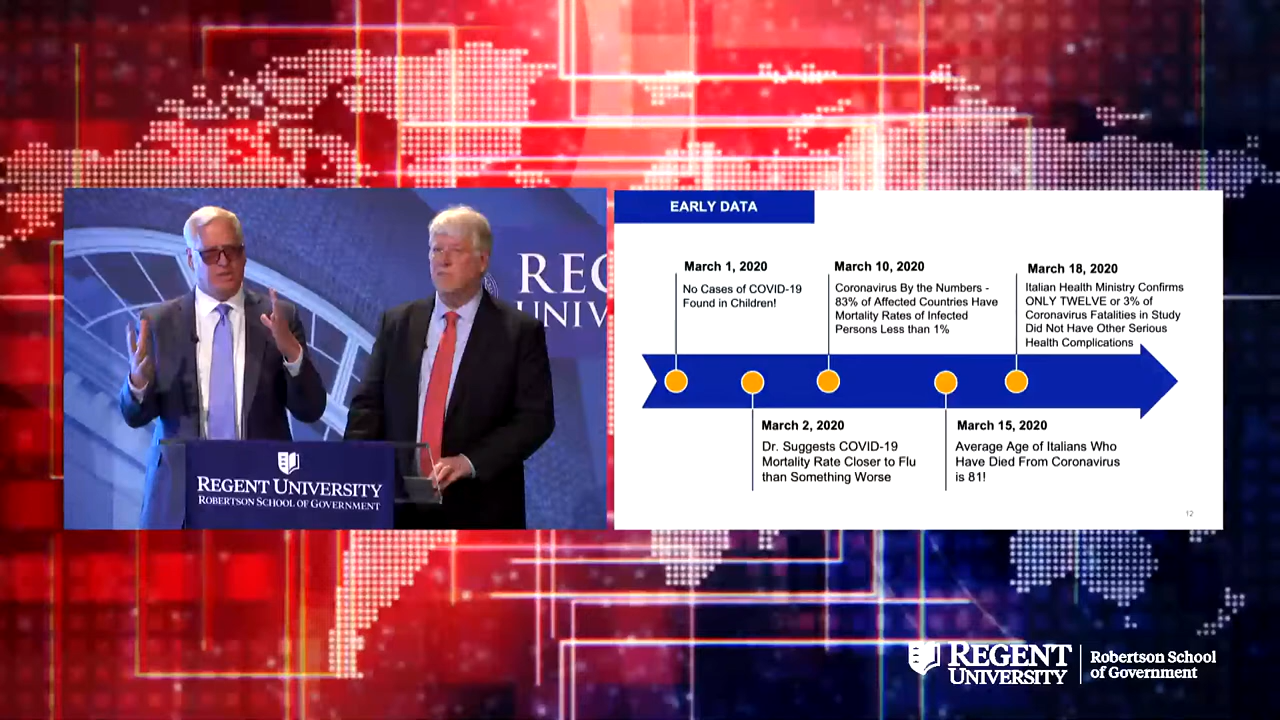 REG
UNIV
REGENT UNIVERSITY
ROBERTSON SCHOOL OF GOVERNMENT
EARLY DATA
March 1, 2020
No Cases of COVID-19
Found in Children!
March 10, 2020
Coronavirus By the Numbers -
83% of Affected Countries Have
Mortality Rates of Infected
Persons Less than 1%
March 18, 2020
Italian Health Ministry Confirms
ONLY TWELVE or 3% of
Coronavirus Fatalities in Study
Did Not Have Other Serious
Health Complications
March 2, 2020
Dr. Suggests COVID-19
Mortality Rate Closer to Flu
than Something Worse
March 15, 2020
Average Age of Italians Who
Have Died From Coronavirus
is 81!
12
REGENT
UNIVERSITY
Robertson School
of Government